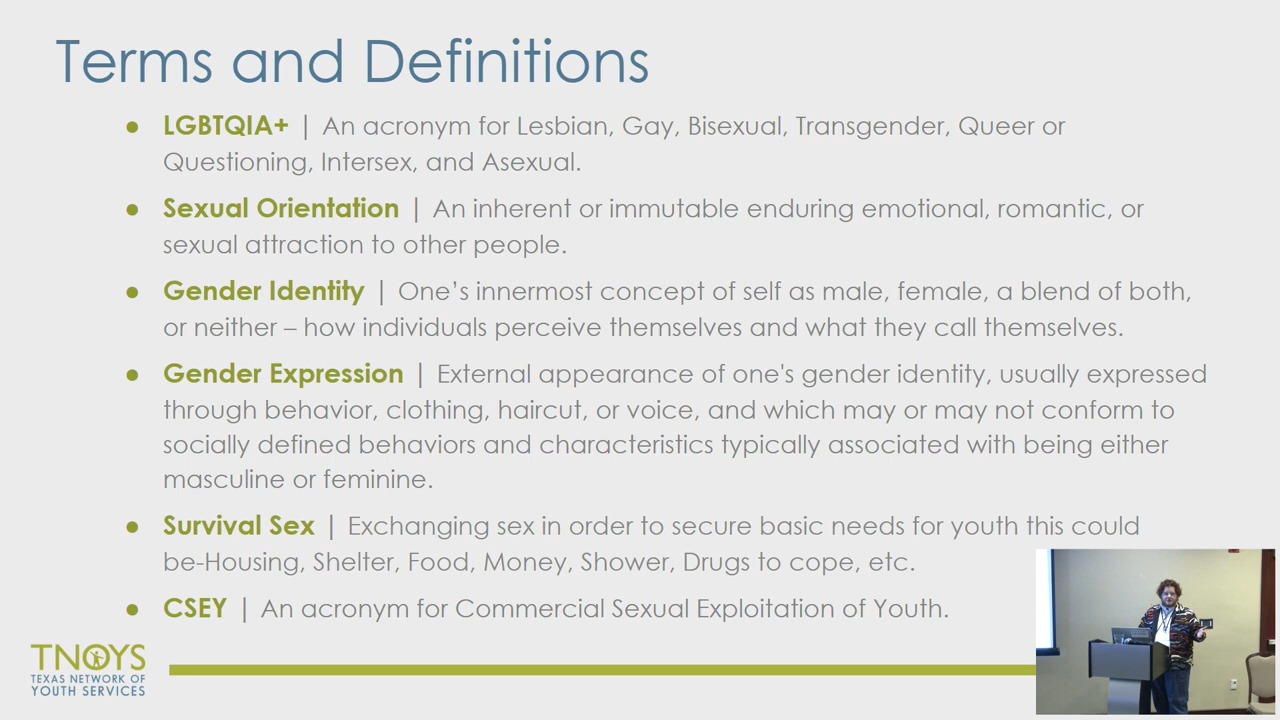 Terms and Definitions
● LGBTQIA+ | An acronym for Lesbian, Gay, Bisexual, Transgender, Queer or
Questioning, Intersex, and Asexual.
● Sexual Orientation | An inherent or immutable enduring emotional, romantic, or
sexual attraction to other people.
● Gender Identity | One’s innermost concept of self as male, female, a blend of both,
or neither – how individuals perceive themselves and what they call themselves.
● Gender Expression | External appearance of one's gender identity, usually expressed
through behavior, clothing, haircut, or voice, and which may or may not conform to
socially defined behaviors and characteristics typically associated with being either
masculine or feminine.
● Survival Sex | Exchanging sex in order to secure basic needs for youth this could
be-Housing, Shelter, Food, Money, Shower, Drugs to cope, etc.
● CSEY | An acronym for Commercial Sexual Exploitation of Youth.
TNOYS
TEXAS NETWORK OF
YOUTH SERVICES